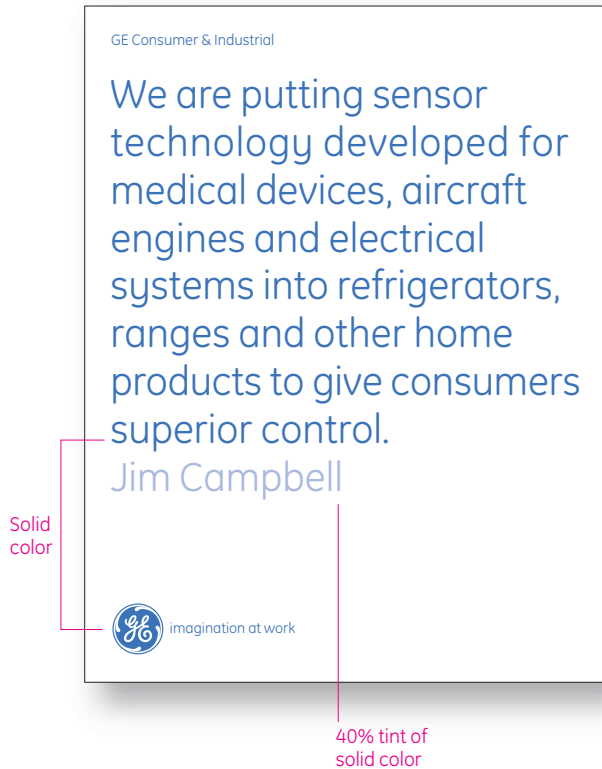 GE Consumer & Industrial
We are putting sensor
technology developed for
medical devices, aircraft
engines and electrical
systems into refrigerators,
ranges and other home
products to give consumers
superior control.
Jim Campbell
Solid
color
GE
imagination at work
40% tint of
solid color